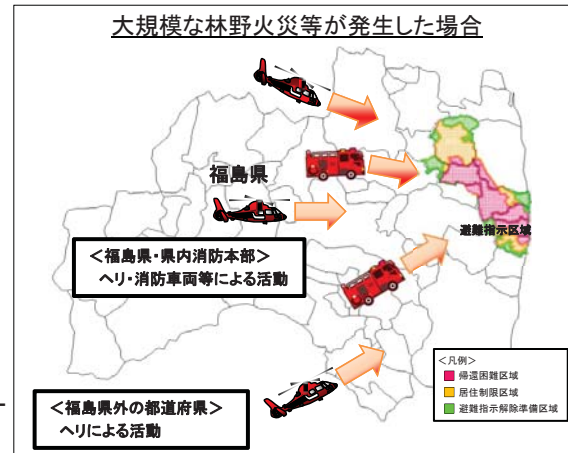 大規模な林野火災等が発生した場合
福島県
避難指示区域
＜福島県・県内消防本部＞
ヘリ・消防車両等による活動
＜凡例＞
帰還困難区域
居住制限区域
避難指示解除準備区域
＜福島県外の都道府県＞
ヘリによる活動